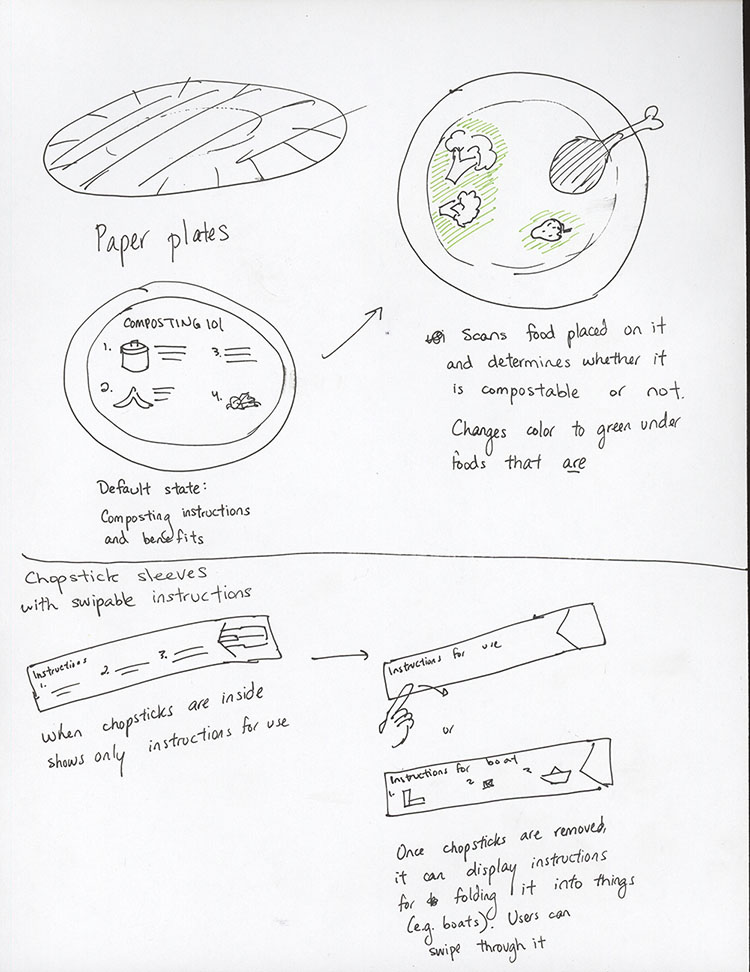 Paper plates
COMPOSTING 101
1.
3.
2.
4.
Default state:
Composting instructions
and benefits
Scans food placed on it
and determines whether it
is compostable or not.
Changes color to green under
foods that are
Chopstick sleeves
with swipable instructions
Instructions
1.
2.
3.
When chopsticks are inside
shows only instructions for use
Instructions for use
or
Instructions for boat
1.
2
3.
Once chopsticks are removed,
it can display instructions
for folding it into things
(e.g. boats). Users can
swipe through it